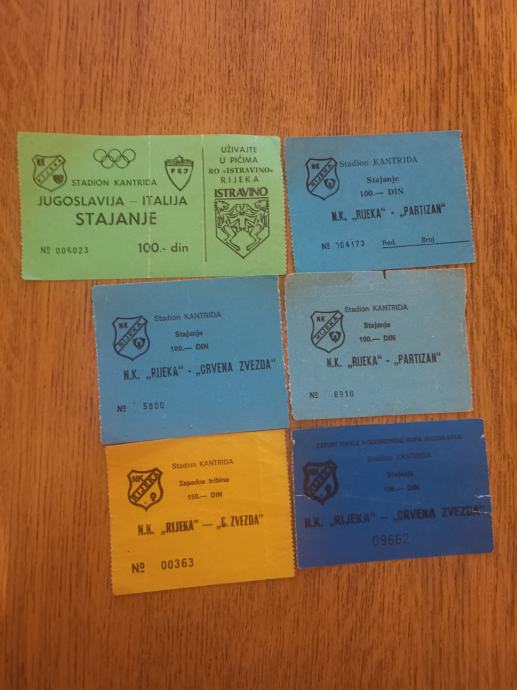 NK
RIJEKA
FSJ
STADION KANTRIDA
JUGOSLAVIJA - ITALIJA
STAJANJE
№ 006023
100.- din
UŽIVAJTE
U PIĆIMA
RO »ISTRAVINO«
RIJEKA
ISTRAVINO
NK
RIJEKA
Stadion KANTRIDA
Stajanje
100.— DIN
N.K. „RIJEKA" - „PARTIZAN"
№ 104173 Red. Broj
NK
RIJEKA
Stadion KANTRIDA
Stajanje
100.— DIN
N.K. „RIJEKA" - „CRVENA ZVEZDA"
№ 5800
NK
RIJEKA
Stadion KANTRIDA
Stajanje
100.— DIN
N.K. „RIJEKA" - „PARTIZAN"
№ 6910
NK
RIJEKA
Stadion KANTRIDA
Zapadna tribina
150.— DIN
N.K. „RIJEKA" — „C. ZVEZDA"
№ 00363
NK
RIJEKA
Stadion KANTRIDA
Stajanje
DIN
N.K. „RIJEKA" — „CRVENA ZVEZDA"
09662